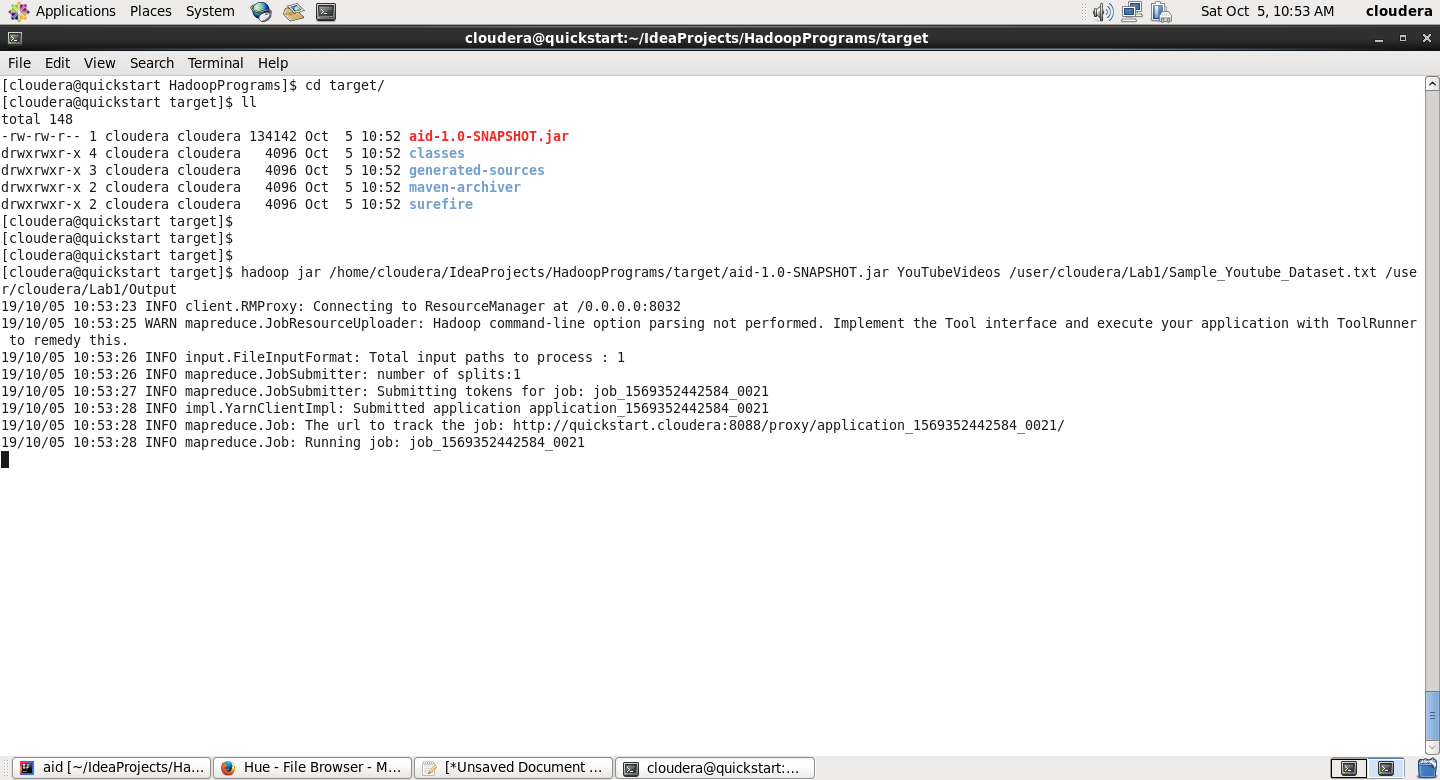 Applications Places System Sat Oct 5, 10:53 AM cloudera
cloudera@quickstart:~/IdeaProjects/HadoopPrograms/target
File Edit View Search Terminal Help
[cloudera@quickstart HadoopPrograms]$ cd target/
[cloudera@quickstart target]$ ll
total 148
-rw-rw-r-- 1 cloudera cloudera 134142 Oct  5 10:52 aid-1.0-SNAPSHOT.jar
drwxrwxr-x 4 cloudera cloudera   4096 Oct  5 10:52 classes
drwxrwxr-x 3 cloudera cloudera   4096 Oct  5 10:52 generated-sources
drwxrwxr-x 2 cloudera cloudera   4096 Oct  5 10:52 maven-archiver
drwxrwxr-x 2 cloudera cloudera   4096 Oct  5 10:52 surefire
[cloudera@quickstart target]$
[cloudera@quickstart target]$
[cloudera@quickstart target]$
[cloudera@quickstart target]$ hadoop jar /home/cloudera/IdeaProjects/HadoopPrograms/target/aid-1.0-SNAPSHOT.jar YouTubeVideos /user/cloudera/Lab1/Sample_Youtube_Dataset.txt /use
r/cloudera/Lab1/Output
19/10/05 10:53:23 INFO client.RMProxy: Connecting to ResourceManager at /0.0.0.0:8032
19/10/05 10:53:25 WARN mapreduce.JobResourceUploader: Hadoop command-line option parsing not performed. Implement the Tool interface and execute your application with ToolRunner
 to remedy this.
19/10/05 10:53:26 INFO input.FileInputFormat: Total input paths to process : 1
19/10/05 10:53:26 INFO mapreduce.JobSubmitter: number of splits:1
19/10/05 10:53:27 INFO mapreduce.JobSubmitter: Submitting tokens for job: job_1569352442584_0021
19/10/05 10:53:28 INFO impl.YarnClientImpl: Submitted application application_1569352442584_0021
19/10/05 10:53:28 INFO mapreduce.Job: The url to track the job: http://quickstart.cloudera:8088/proxy/application_1569352442584_0021/
19/10/05 10:53:28 INFO mapreduce.Job: Running job: job_1569352442584_0021
aid [~/IdeaProjects/Ha... Hue - File Browser - M... [*Unsaved Document ... cloudera@quickstart:...